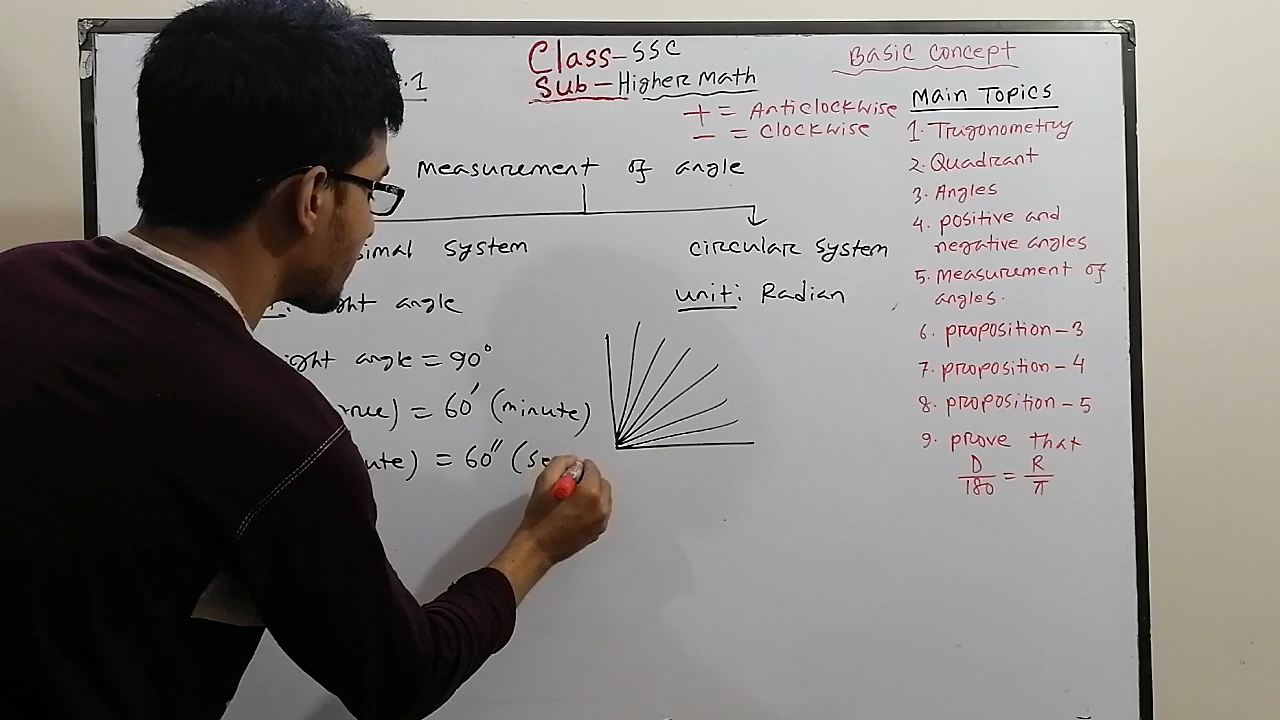 Class-SSC
Sub-Higher Math
.1
Basic Concept
+ = Anticlockwise
- = Clockwise
Measurement of angle
imal system
circular system
ht angle
unit: Radian
ight angle = 90°
ree) = 60′ (minute)
ute) = 60″ (se
Main Topics
1. Trigonometry
2. Quadrant
3. Angles
4. positive and
negative angles
5. Measurement of
angles.
6. proposition-3
7. proposition-4
8. proposition-5
9. prove that
D/180 = R/π